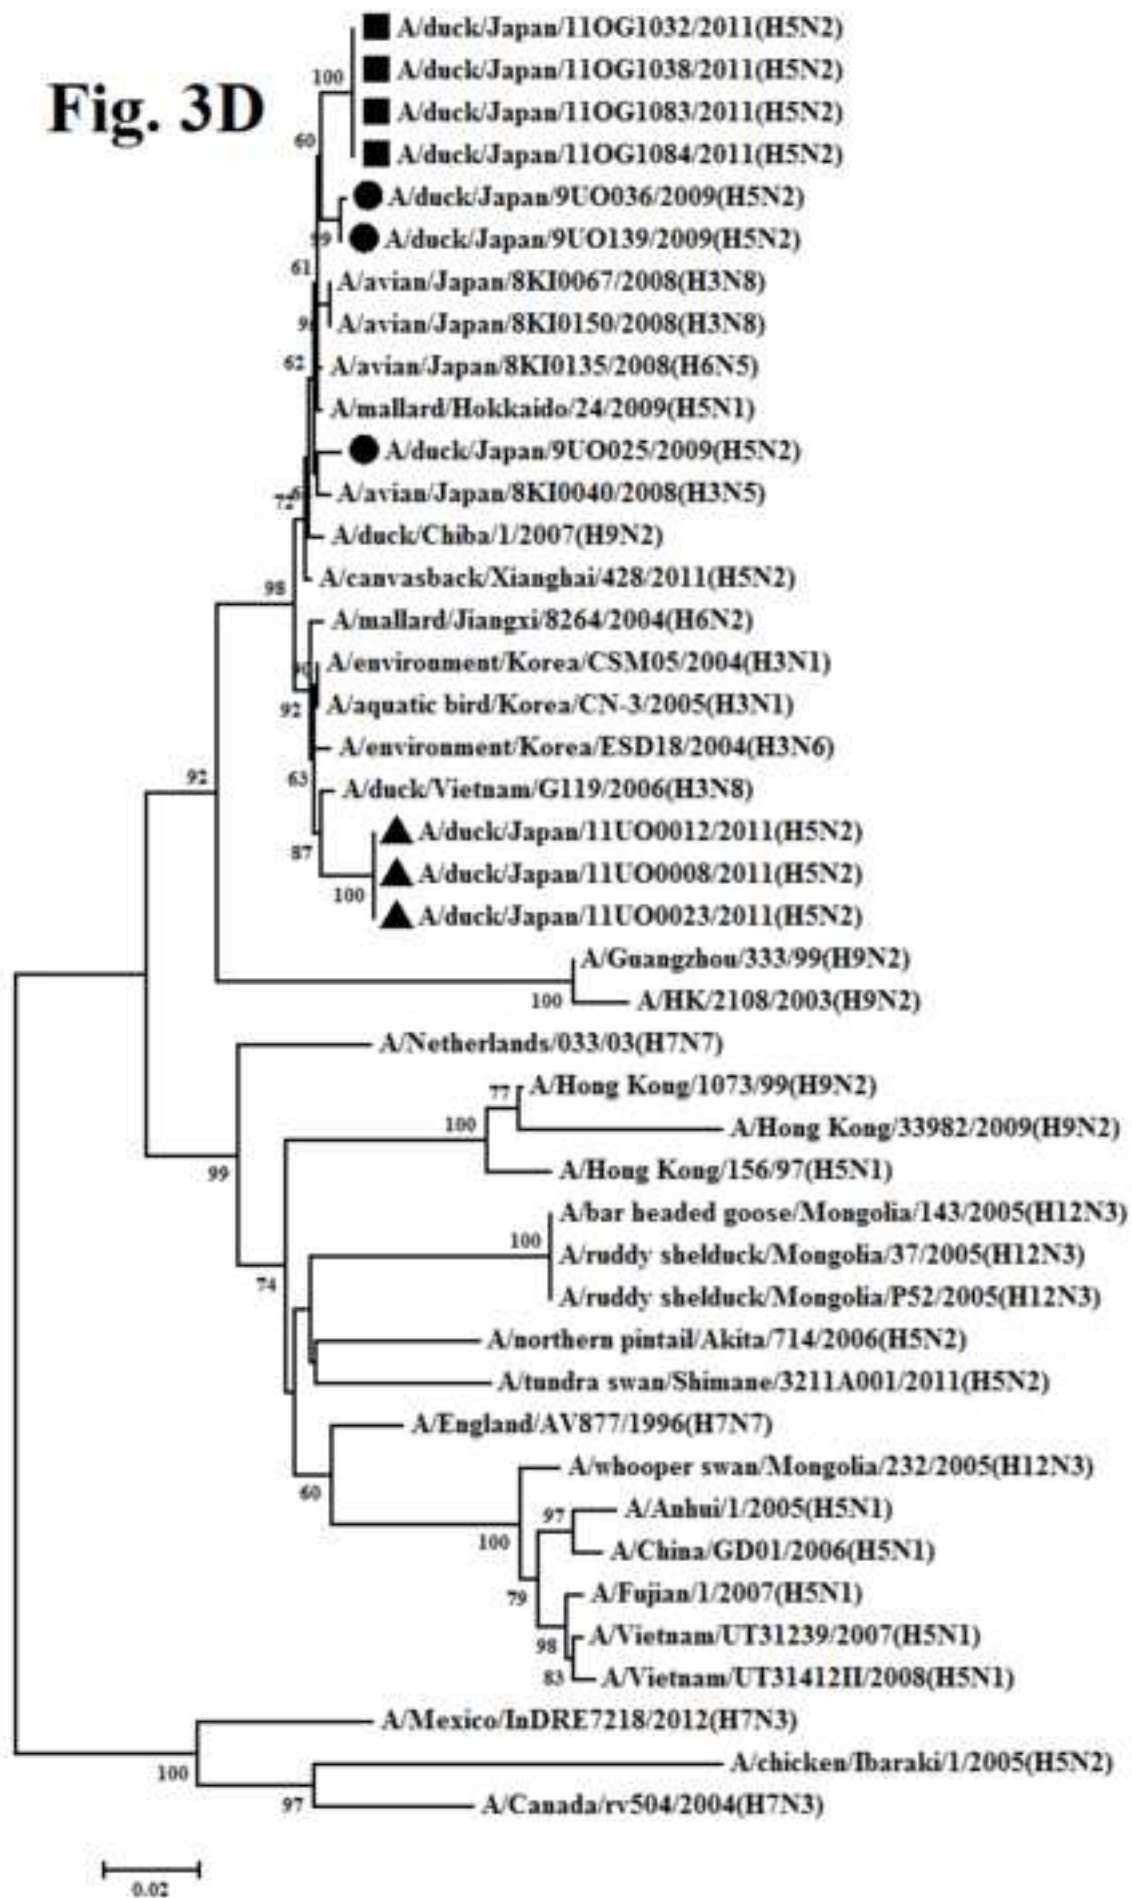 Fig. 3D
A/duck/Japan/11OG1032/2011(H5N2)
100
A/duck/Japan/11OG1038/2011(H5N2)
A/duck/Japan/11OG1083/2011(H5N2)
60
A/duck/Japan/11OG1084/2011(H5N2)
A/duck/Japan/9UO036/2009(H5N2)
99
A/duck/Japan/9UO139/2009(H5N2)
61
A/avian/Japan/8KI0067/2008(H3N8)
A/avian/Japan/8KI0150/2008(H3N8)
62
A/avian/Japan/8KI0135/2008(H6N5)
A/mallard/Hokkaido/24/2009(H5N1)
A/duck/Japan/9UO025/2009(H5N2)
A/avian/Japan/8KI0040/2008(H3N5)
72
A/duck/Chiba/1/2007(H9N2)
A/canvasback/Xianghai/428/2011(H5N2)
98
A/mallard/Jiangxi/8264/2004(H6N2)
A/environment/Korea/CSM05/2004(H3N1)
A/aquatic bird/Korea/CN-3/2005(H3N1)
92
A/environment/Korea/ESD18/2004(H3N6)
63
92
A/duck/Vietnam/G119/2006(H3N8)
A/duck/Japan/11UO0012/2011(H5N2)
87
A/duck/Japan/11UO0008/2011(H5N2)
100
A/duck/Japan/11UO0023/2011(H5N2)
A/Guangzhou/333/99(H9N2)
100
A/HK/2108/2003(H9N2)
A/Netherlands/033/03(H7N7)
77
A/Hong Kong/1073/99(H9N2)
100
A/Hong Kong/33982/2009(H9N2)
99
A/Hong Kong/156/97(H5N1)
A/bar headed goose/Mongolia/143/2005(H12N3)
100
A/ruddy shelduck/Mongolia/37/2005(H12N3)
74
A/ruddy shelduck/Mongolia/P52/2005(H12N3)
A/northern pintail/Akita/714/2006(H5N2)
A/tundra swan/Shimane/3211A001/2011(H5N2)
A/England/AV877/1996(H7N7)
60
A/whooper swan/Mongolia/232/2005(H12N3)
97
A/Anhui/1/2005(H5N1)
100
A/China/GD01/2006(H5N1)
79
A/Fujian/1/2007(H5N1)
98
A/Vietnam/UT31239/2007(H5N1)
83
A/Vietnam/UT31412II/2008(H5N1)
A/Mexico/InDRE7218/2012(H7N3)
100
A/chicken/Ibaraki/1/2005(H5N2)
97
A/Canada/rv504/2004(H7N3)
0.02